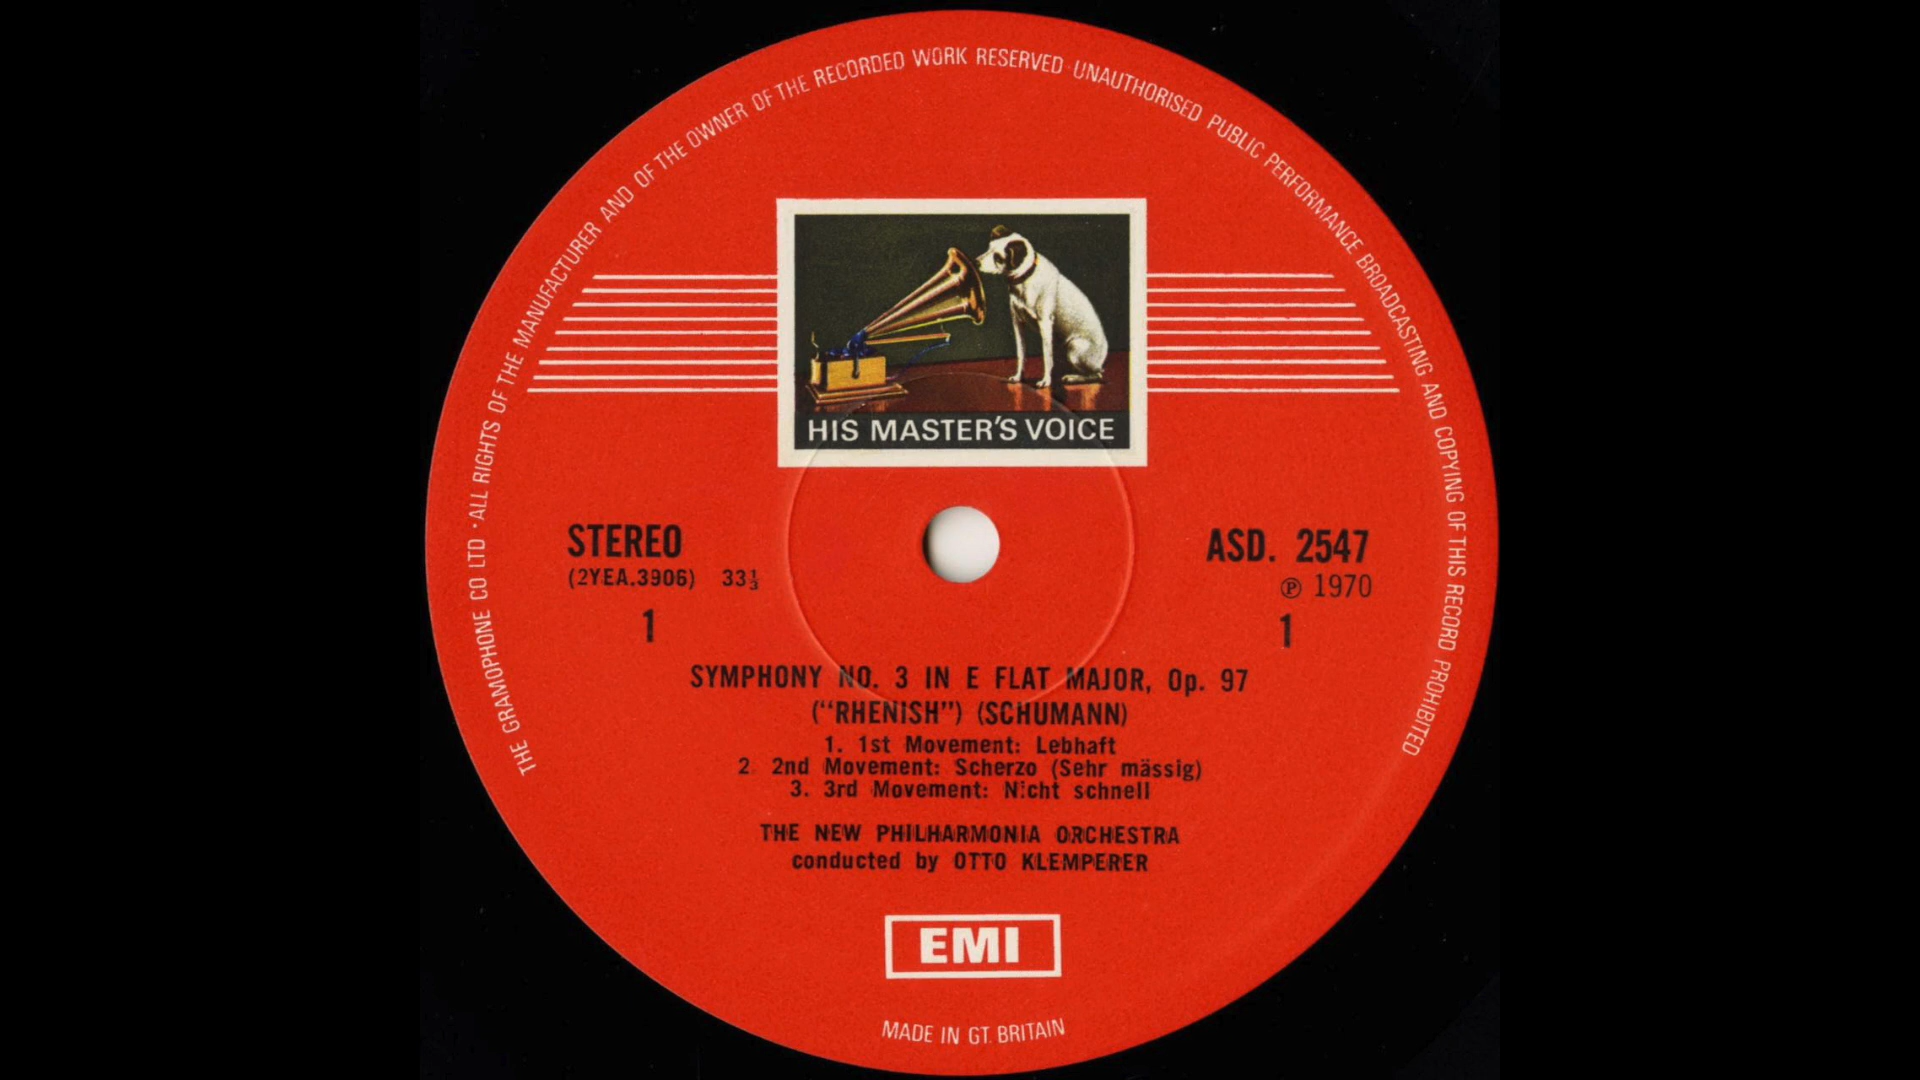 THE GRAMOPHONE CO LTD · ALL RIGHTS OF THE MANUFACTURER AND OF THE OWNER OF THE RECORDED WORK RESERVED · UNAUTHORISED PUBLIC PERFORMANCE BROADCASTING AND COPYING OF THIS RECORD PROHIBITED
HIS MASTER'S VOICE
STEREO
(2YEA.3906) 33⅓
1
ASD. 2547
℗ 1970
1
SYMPHONY NO. 3 IN E FLAT MAJOR, Op. 97
(“RHENISH”) (SCHUMANN)
1. 1st Movement: Lebhaft
2. 2nd Movement: Scherzo (Sehr mässig)
3. 3rd Movement: Nicht schnell
THE NEW PHILHARMONIA ORCHESTRA
conducted by OTTO KLEMPERER
EMI
MADE IN GT. BRITAIN